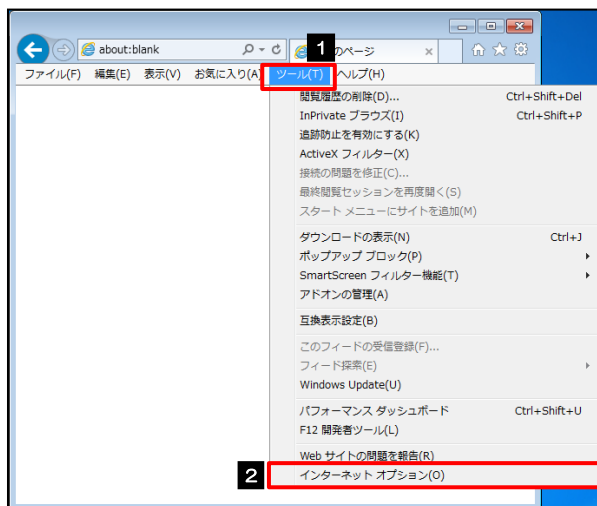 about:blank
1
のページ
ファイル(F) 編集(E) 表示(V) お気に入り(A) ツール(T) ヘルプ(H)
閲覧履歴の削除(D)... Ctrl+Shift+Del
InPrivate ブラウズ(I) Ctrl+Shift+P
追跡防止を有効にする(K)
ActiveX フィルター(X)
接続の問題を修正(C)...
最終閲覧セッションを再度開く(S)
スタート メニューにサイトを追加(M)
ダウンロードの表示(N) Ctrl+J
ポップアップ ブロック(P)
SmartScreen フィルター機能(T)
アドオンの管理(A)
互換表示設定(B)
このフィードの受信登録(F)...
フィード探索(E)
Windows Update(U)
パフォーマンス ダッシュボード Ctrl+Shift+U
F12 開発者ツール(L)
Web サイトの問題を報告(R)
2
インターネット オプション(O)